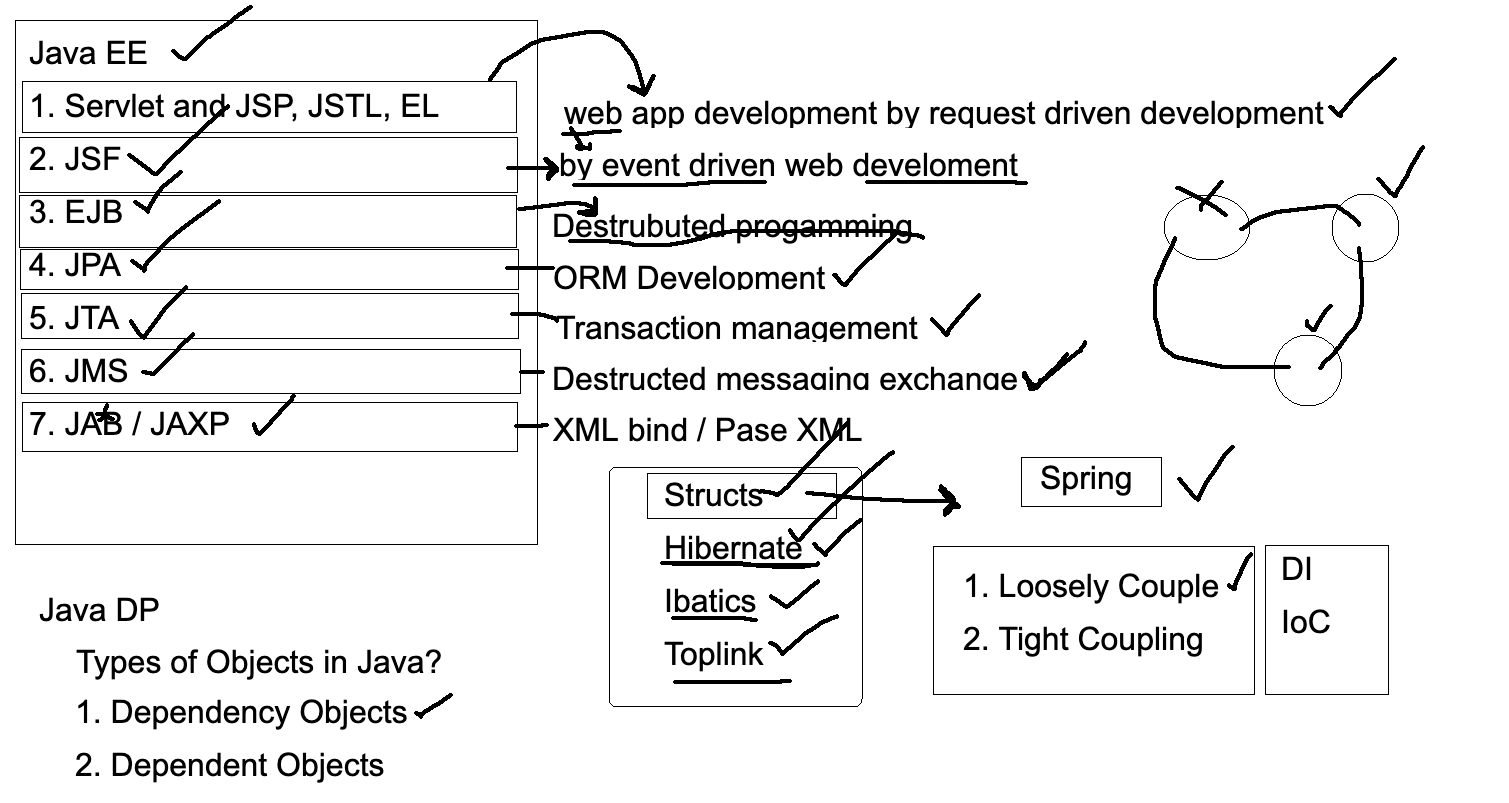 Java EE
1. Servlet and JSP, JSTL, EL
web app development by request driven development
2. JSF
by event driven web develoment
3. EJB
Destrubuted progamming
4. JPA
ORM Development
5. JTA
Transaction management
6. JMS
Destructed messaging exchange
7. JAB / JAXP
XML bind / Pase XML
Structs
Hibernate
Ibatics
Toplink
Spring
1. Loosely Couple
2. Tight Coupling
DI
IoC
Java DP
Types of Objects in Java?
1. Dependency Objects
2. Dependent Objects